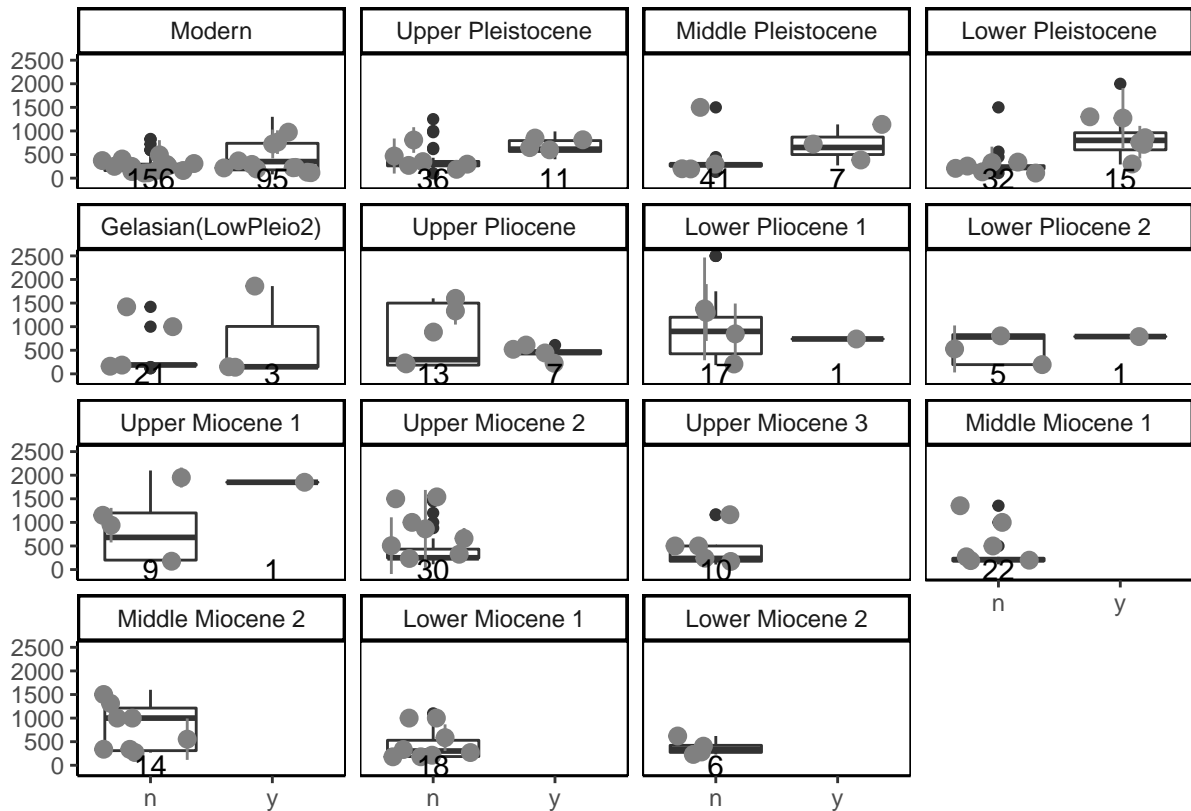 Modern Upper Pleistocene Middle Pleistocene Lower Pleistocene
2500
2000
1500
1000
500
0
156 95 36 11 41 7 32 15
Gelasian(LowPleio2) Upper Pliocene Lower Pliocene 1 Lower Pliocene 2
2500
2000
1500
1000
500
0
21 3 13 7 17 1 5 1
Upper Miocene 1 Upper Miocene 2 Upper Miocene 3 Middle Miocene 1
2500
2000
1500
1000
500
0
9 1 30 10 22
n y
Middle Miocene 2 Lower Miocene 1 Lower Miocene 2
2500
2000
1500
1000
500
0
14 18 6
n y n y n y